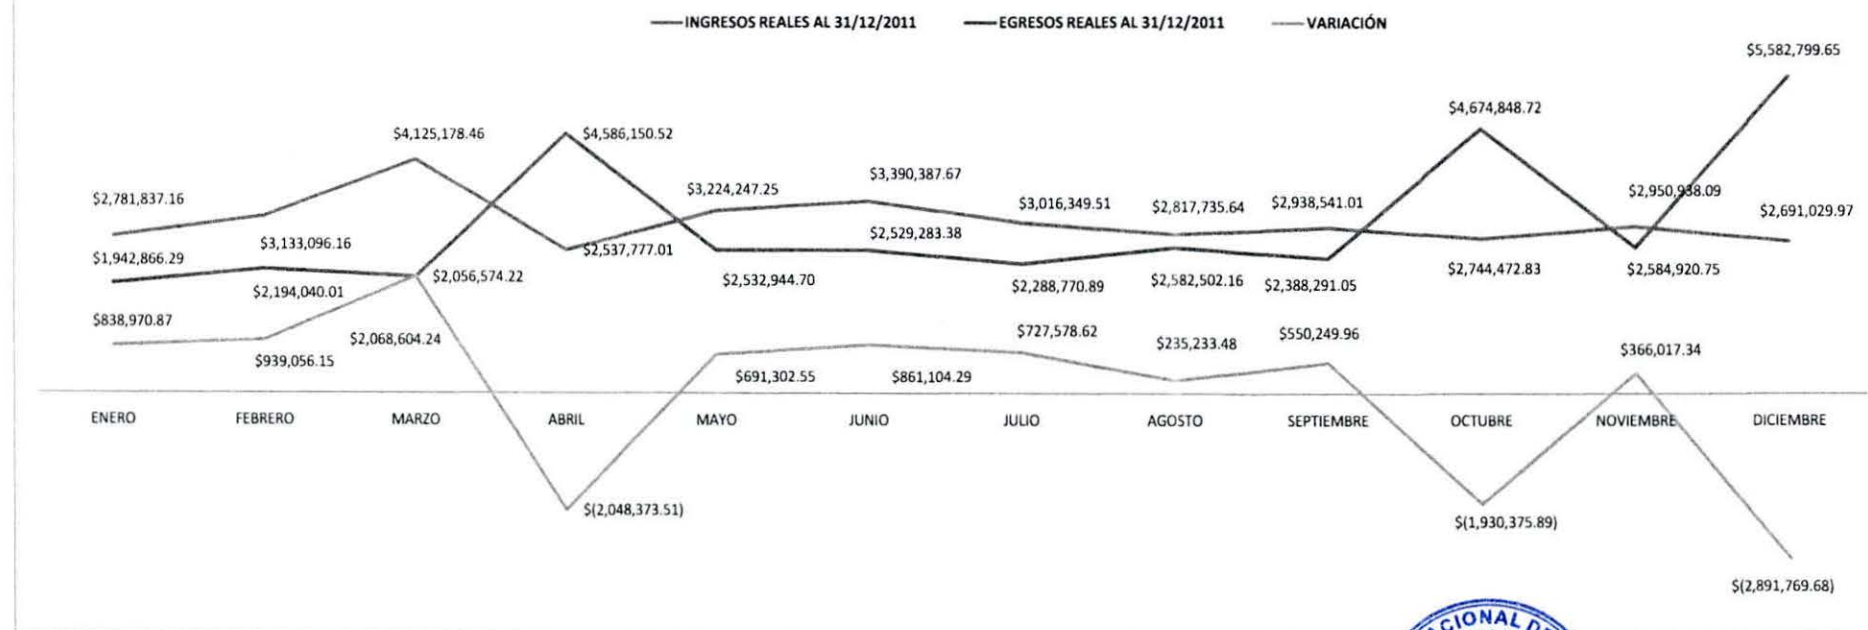 INGRESOS REALES AL 31/12/2011 EGRESOS REALES AL 31/12/2011 VARIACIÓN
$5,582,799.65
$4,674,848.72
$4,125,178.46 $4,586,150.52
$3,390,387.67
$2,781,837.16 $3,224,247.25 $3,016,349.51 $2,817,735.64 $2,938,541.01 $2,950,938.09 $2,691,029.97
$3,133,096.16 $2,537,777.01 $2,529,283.38
$1,942,866.29 $2,194,040.01 $2,056,574.22 $2,532,944.70 $2,288,770.89 $2,582,502.16 $2,388,291.05 $2,744,472.83 $2,584,920.75
$838,970.87 $939,056.15 $2,068,604.24 $691,302.55 $861,104.29 $727,578.62 $235,233.48 $550,249.96 $366,017.34
ENERO FEBRERO MARZO ABRIL MAYO JUNIO JULIO AGOSTO SEPTIEMBRE OCTUBRE NOVIEMBRE DICIEMBRE
$(2,048,373.51) $(1,930,375.89)
$(2,891,769.68)